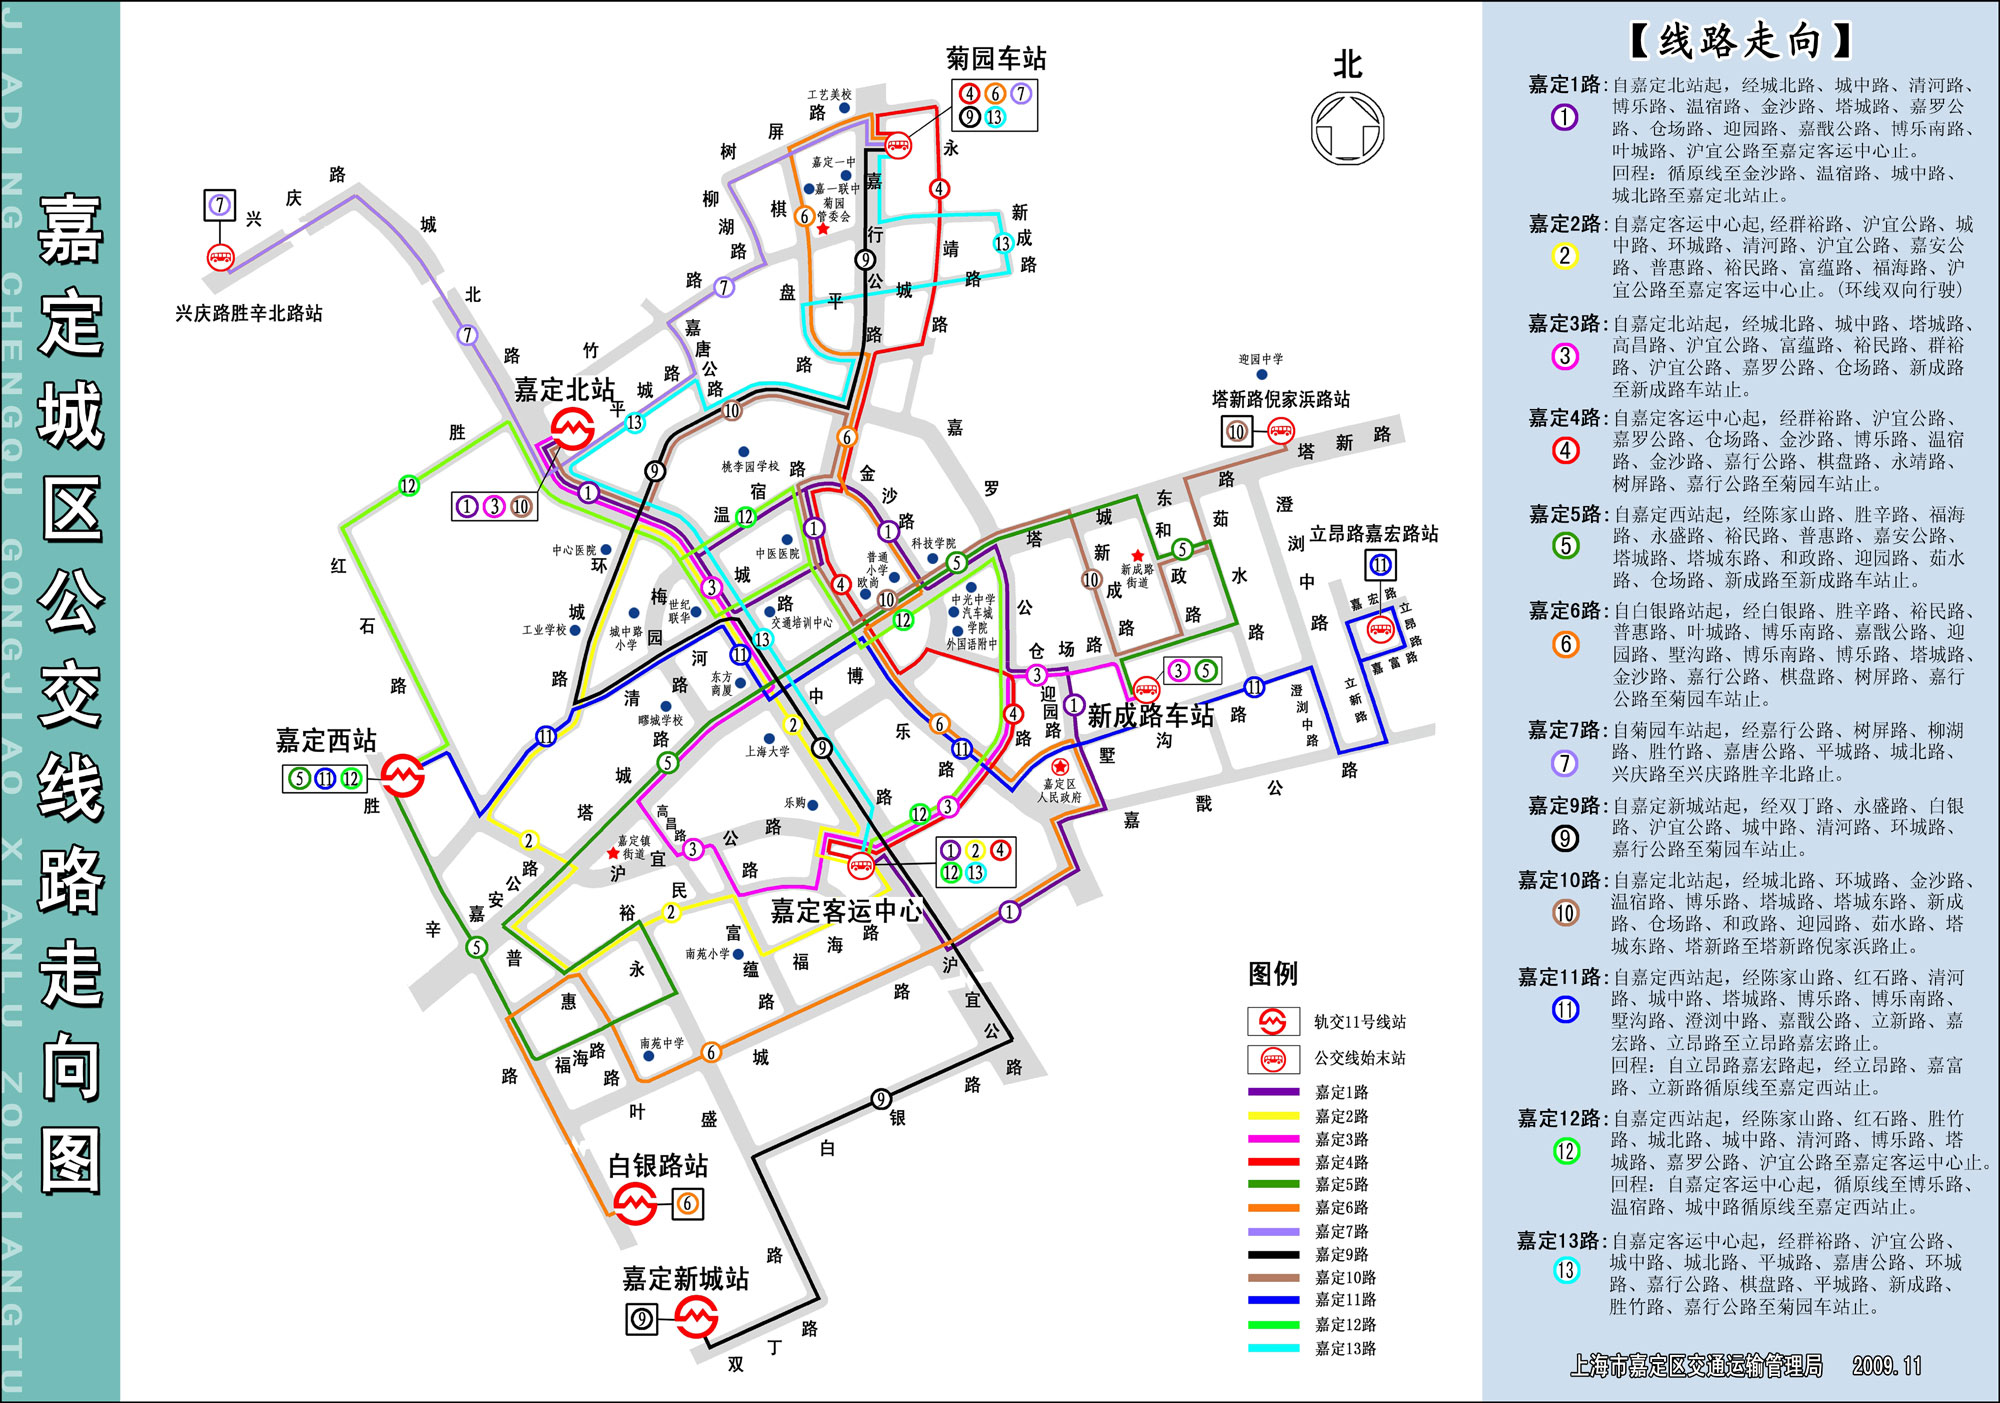 嘉定城区公交线路走向图
JIADING CHENGQU GONGJIAO XIANLU ZOUXIANGTU
菊园车站
4 6 7
9 13
北
工艺美校
嘉定一中
嘉一联中
菊园
管委会
树屏路
柳湖路
棋盘路
嘉行公路
永靖路
新成路
平城路
兴庆路
城北路
7
兴庆路胜辛北路站
胜竹路
嘉唐公路
平城路
嘉定北站
1 3 10
桃李园学校
中心医院
温宿路
金沙路
中医医院
普通
小学
科技学院
欧尚
中光中学
汽车城
学院
外国语附中
工业学校
城中路
小学
世纪
联华
交通培训中心
环城路
梅园路
清河路
东方
商厦
疁城学校
上海大学
乐购
嘉罗公路
塔城东路
迎园中学
塔新路倪家浜路站
10
塔新路
和政路
新成路
新成路
街道
茹水路
澄浏中路
立昂路嘉宏路站
11
嘉宏路
立昂路
嘉富路
立新路
澄浏中路
仓场路
迎园路
3 5
新成路车站
墅沟路
嘉戬公路
嘉定区
人民政府
博乐路
红石路
嘉定西站
5 11 12
胜辛路
塔城路
高昌路
嘉定镇
街道
沪宜公路
嘉安公路
普惠路
裕民路
富蕴路
南苑小学
福海路
永盛路
福海路
南苑中学
叶城路
1 2 4
12 13
嘉定客运中心
沪宜公路
白银路
白银路站
6
嘉定新城站
9
双丁路
图例
轨交11号线站
公交线始末站
嘉定1路
嘉定2路
嘉定3路
嘉定4路
嘉定5路
嘉定6路
嘉定7路
嘉定9路
嘉定10路
嘉定11路
嘉定12路
嘉定13路
【线路走向】
嘉定1路:自嘉定北站起，经城北路、城中路、清河路、
博乐路、温宿路、金沙路、塔城路、嘉罗公
路、仓场路、迎园路、嘉戬公路、博乐南路、
叶城路、沪宜公路至嘉定客运中心止。
回程：循原线至金沙路、温宿路、城中路、
城北路至嘉定北站止。
嘉定2路:自嘉定客运中心起,经群裕路、沪宜公路、城
中路、环城路、清河路、沪宜公路、嘉安公
路、普惠路、裕民路、富蕴路、福海路、沪
宜公路至嘉定客运中心止。(环线双向行驶)
嘉定3路:自嘉定北站起，经城北路、城中路、塔城路、
高昌路、沪宜公路、富蕴路、裕民路、群裕
路、沪宜公路、嘉罗公路、仓场路、新成路
至新成路车站止。
嘉定4路:自嘉定客运中心起，经群裕路、沪宜公路、
嘉罗公路、仓场路、金沙路、博乐路、温宿
路、金沙路、嘉行公路、棋盘路、永靖路、
树屏路、嘉行公路至菊园车站止。
嘉定5路:自嘉定西站起，经陈家山路、胜辛路、福海
路、永盛路、裕民路、普惠路、嘉安公路、
塔城路、塔城东路、和政路、迎园路、茹水
路、仓场路、新成路至新成路车站止。
嘉定6路:自白银路站起，经白银路、胜辛路、裕民路、
普惠路、叶城路、博乐南路、嘉戬公路、迎
园路、墅沟路、博乐南路、博乐路、塔城路、
金沙路、嘉行公路、棋盘路、树屏路、嘉行
公路至菊园车站止。
嘉定7路:自菊园车站起，经嘉行公路、树屏路、柳湖
路、胜竹路、嘉唐公路、平城路、城北路、
兴庆路至兴庆路胜辛北路止。
嘉定9路:自嘉定新城站起，经双丁路、永盛路、白银
路、沪宜公路、城中路、清河路、环城路、
嘉行公路至菊园车站止。
嘉定10路:自嘉定北站起，经城北路、环城路、金沙路、
温宿路、博乐路、塔城路、塔城东路、新成
路、仓场路、和政路、迎园路、茹水路、塔
城东路、塔新路至塔新路倪家浜路止。
嘉定11路:自嘉定西站起，经陈家山路、红石路、清河
路、城中路、塔城路、博乐路、博乐南路、
墅沟路、澄浏中路、嘉戬公路、立新路、嘉
宏路、立昂路至立昂路嘉宏路止。
回程：自立昂路嘉宏路起，经立昂路、嘉富
路、立新路循原线至嘉定西站止。
嘉定12路:自嘉定西站起，经陈家山路、红石路、胜竹
路、城北路、城中路、清河路、博乐路、塔
城路、嘉罗公路、沪宜公路至嘉定客运中心止。
回程：自嘉定客运中心起，循原线至博乐路、
温宿路、城中路循原线至嘉定西站止。
嘉定13路:自嘉定客运中心起，经群裕路、沪宜公路、
城中路、城北路、平城路、嘉唐公路、环城
路、嘉行公路、棋盘路、平城路、新成路、
胜竹路、嘉行公路至菊园车站止。
上海市嘉定区交通运输管理局 2009.11